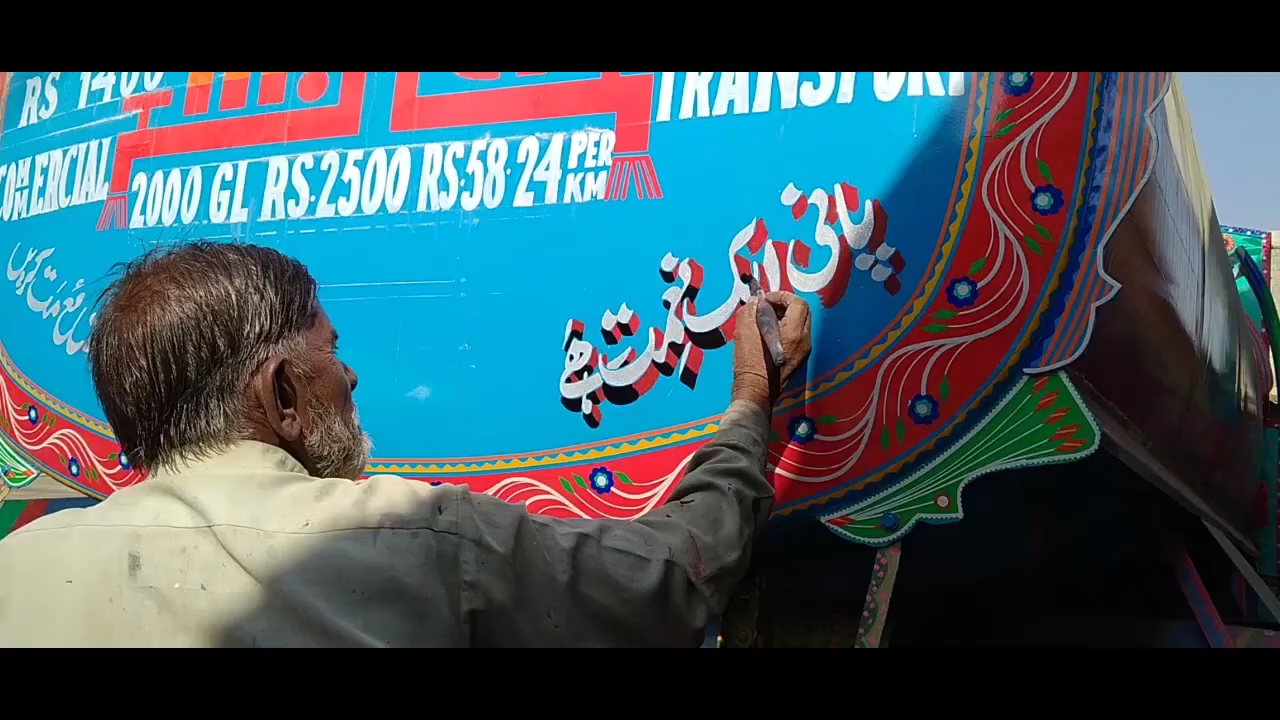 RS 1400
TRANSPORT
COMMERCIAL
2000 GL RS.2500 RS.58.24 PER KM
پانی ایک نعمت ہے